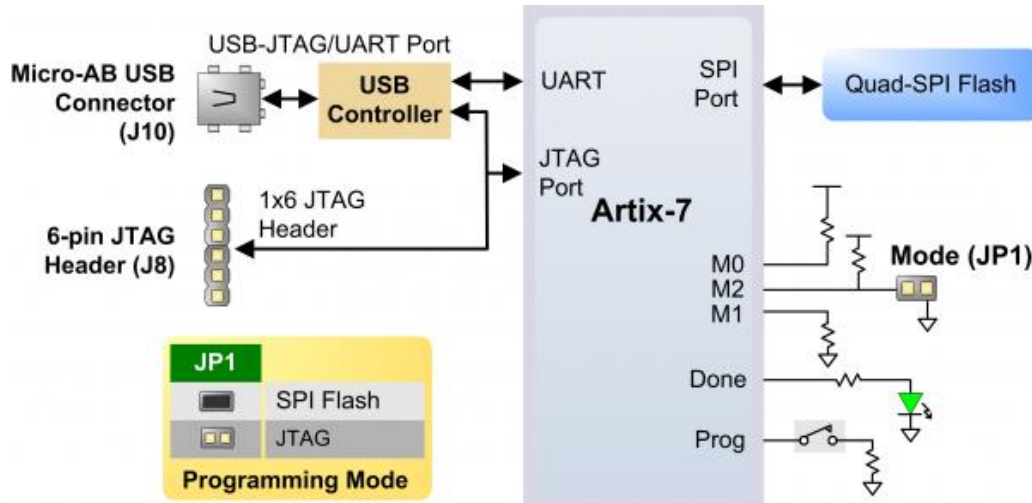 USB-JTAG/UART Port
Micro-AB USB
Connector
(J10)
USB
Controller
UART
SPI
Port
Quad-SPI Flash
JTAG
Port
Artix-7
1x6 JTAG
Header
6-pin JTAG
Header (J8)
M0
M2
M1
Mode (JP1)
Done
Prog
JP1
SPI Flash
JTAG
Programming Mode